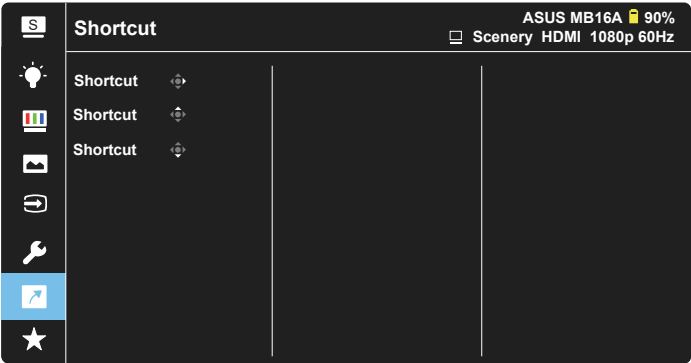 S
Shortcut
ASUS MB16A 90%
Scenery HDMI 1080p 60Hz
Shortcut
Shortcut
Shortcut